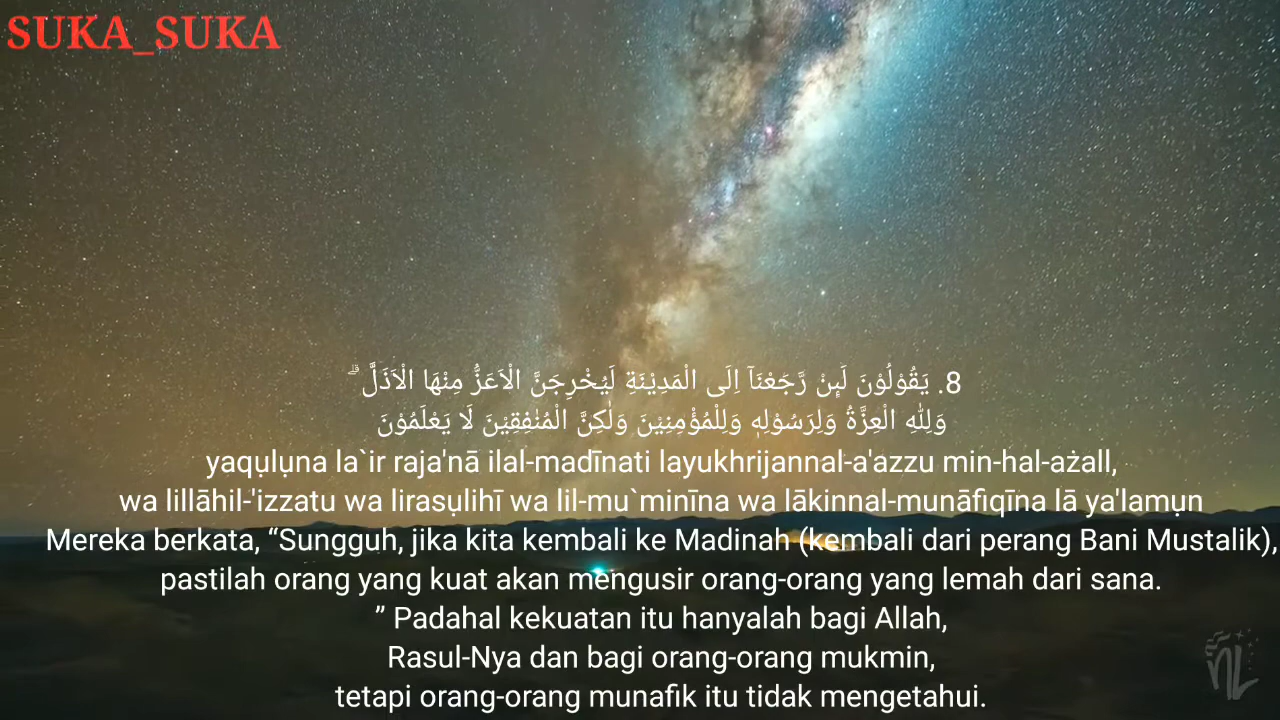 SUKA_SUKA
8. يَقُوْلُوْنَ لَىِٕنْ رَّجَعْنَآ اِلَى الْمَدِيْنَةِ لَيُخْرِجَنَّ الْاَعَزُّ مِنْهَا الْاَذَلَّ ۗ
وَلِلّٰهِ الْعِزَّةُ وَلِرَسُوْلِهٖ وَلِلْمُؤْمِنِيْنَ وَلٰكِنَّ الْمُنٰفِقِيْنَ لَا يَعْلَمُوْنَ
yaqụlụna la`ir raja'nā ilal-madīnati layukhrijannal-a'azzu min-hal-ażall,
wa lillāhil-'izzatu wa lirasụlihī wa lil-mu`minīna wa lākinnal-munāfiqīna lā ya'lamụn
Mereka berkata, “Sungguh, jika kita kembali ke Madinah (kembali dari perang Bani Mustalik),
pastilah orang yang kuat akan mengusir orang-orang yang lemah dari sana.
” Padahal kekuatan itu hanyalah bagi Allah,
Rasul-Nya dan bagi orang-orang mukmin,
tetapi orang-orang munafik itu tidak mengetahui.